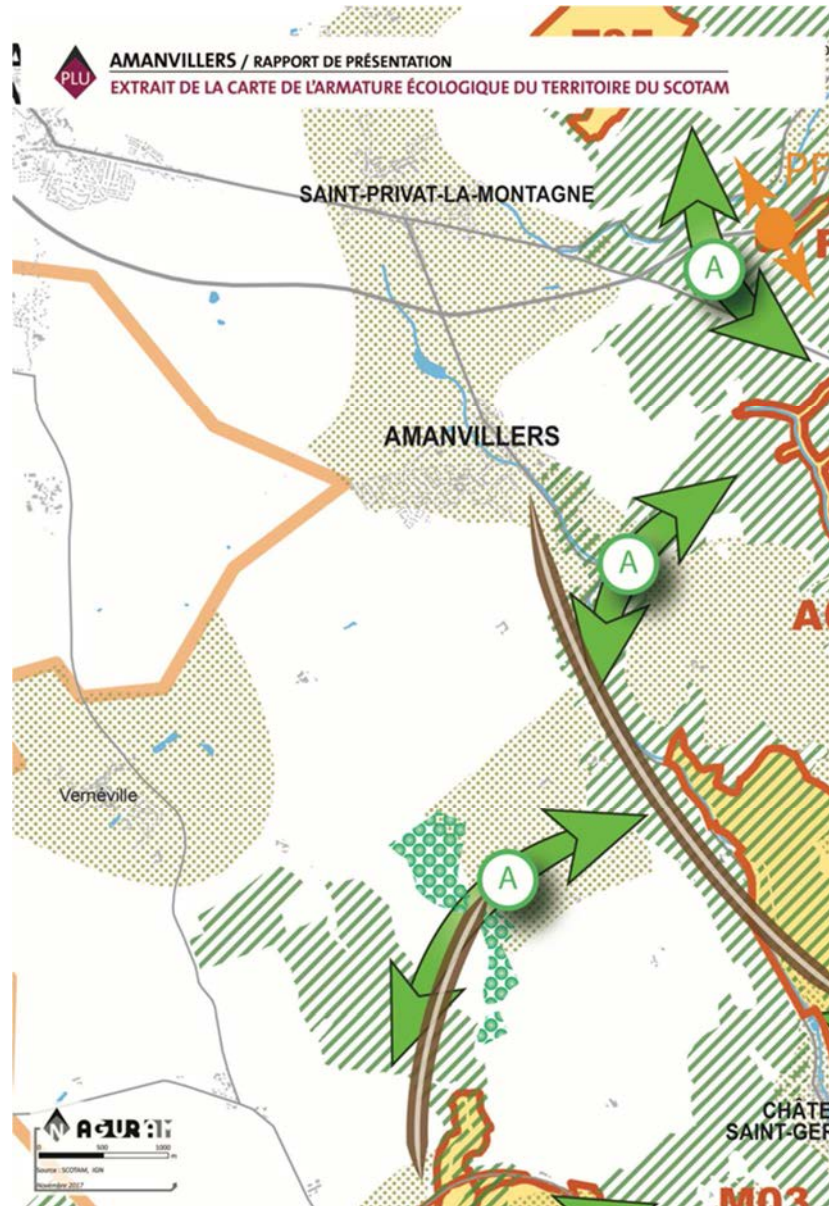 PLU
AMANVILLERS / RAPPORT DE PRÉSENTATION
EXTRAIT DE LA CARTE DE L'ARMATURE ÉCOLOGIQUE DU TERRITOIRE DU SCOTAM
SAINT-PRIVAT-LA-MONTAGNE
A
AMANVILLERS
A
Vernéville
A
CHÂTE
SAINT-GER
M03
N AGURAM
0 500 1000 m
Source : SCOTAM, IGN
Novembre 2017